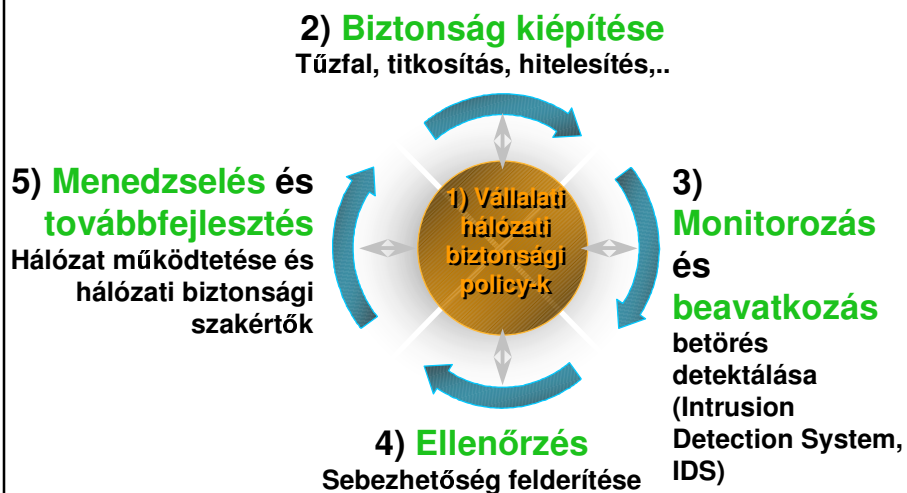 2) Biztonság kiépítése
Tűzfal, titkosítás, hitelesítés,..
5) Menedzselés és
továbbfejlesztés
Hálózat működtetése és
hálózati biztonsági
szakértők
1) Vállalati
hálózati
biztonsági
policy-k
3)
Monitorozás
és
beavatkozás
betörés
detektálása
(Intrusion
Detection System,
IDS)
4) Ellenőrzés
Sebezhetőség felderítése